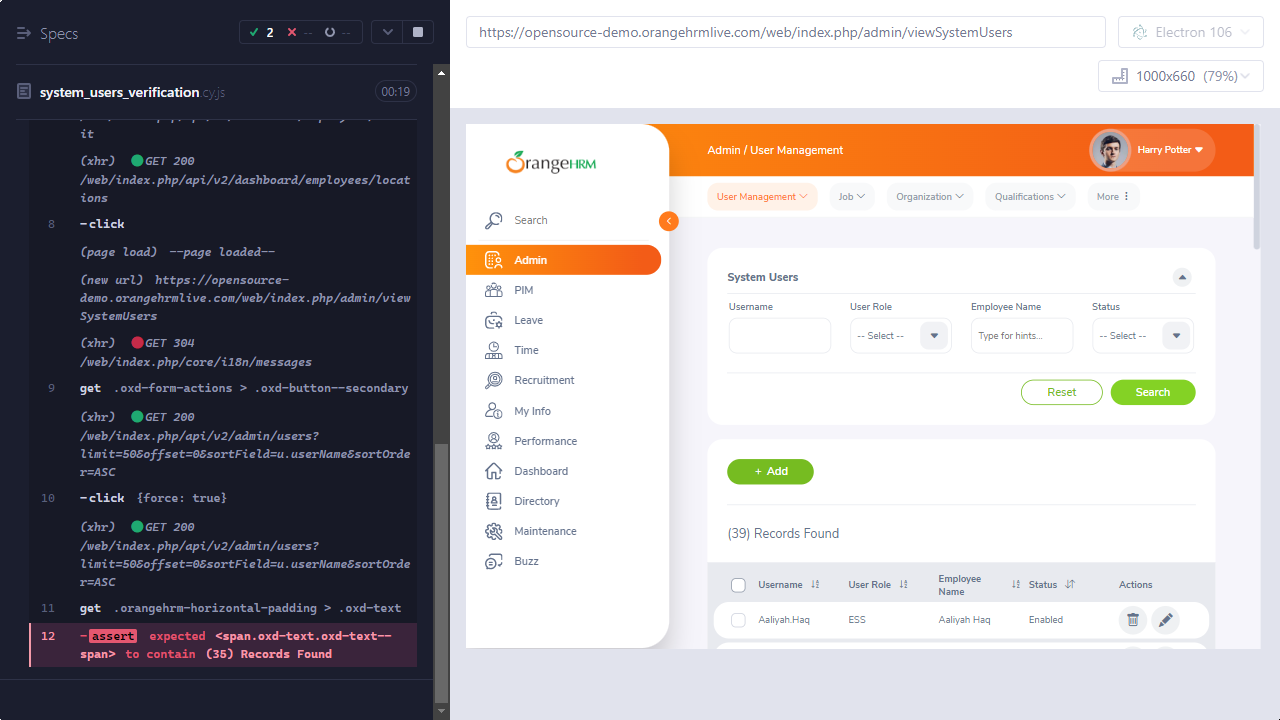 Specs
2
--
--
system_users_verification.cy.js
00:19
it
(xhr) GET 200
/web/index.php/api/v2/dashboard/employees/locat
ions
8 -click
(page load) --page loaded--
(new url) https://opensource-
demo.orangehrmlive.com/web/index.php/admin/view
SystemUsers
(xhr) GET 304
/web/index.php/core/i18n/messages
9 get .oxd-form-actions > .oxd-button--secondary
(xhr) GET 200
/web/index.php/api/v2/admin/users?
limit=50&offset=0&sortField=u.userName&sortOrde
r=ASC
10 -click {force: true}
(xhr) GET 200
/web/index.php/api/v2/admin/users?
limit=50&offset=0&sortField=u.userName&sortOrde
r=ASC
11 get .orangehrm-horizontal-padding > .oxd-text
12 -assert expected <span.oxd-text.oxd-text--
span> to contain (35) Records Found
https://opensource-demo.orangehrmlive.com/web/index.php/admin/viewSystemUsers
Electron 106
1000x660 (79%)
OrangeHRM
Search
Admin
PIM
Leave
Time
Recruitment
My Info
Performance
Dashboard
Directory
Maintenance
Buzz
Admin / User Management
Harry Potter
User Management Job Organization Qualifications More
System Users
Username User Role Employee Name Status
-- Select -- Type for hints... -- Select --
Reset Search
+ Add
(39) Records Found
Username User Role Employee Name Status Actions
Aaliyah.Haq ESS Aaliyah Haq Enabled